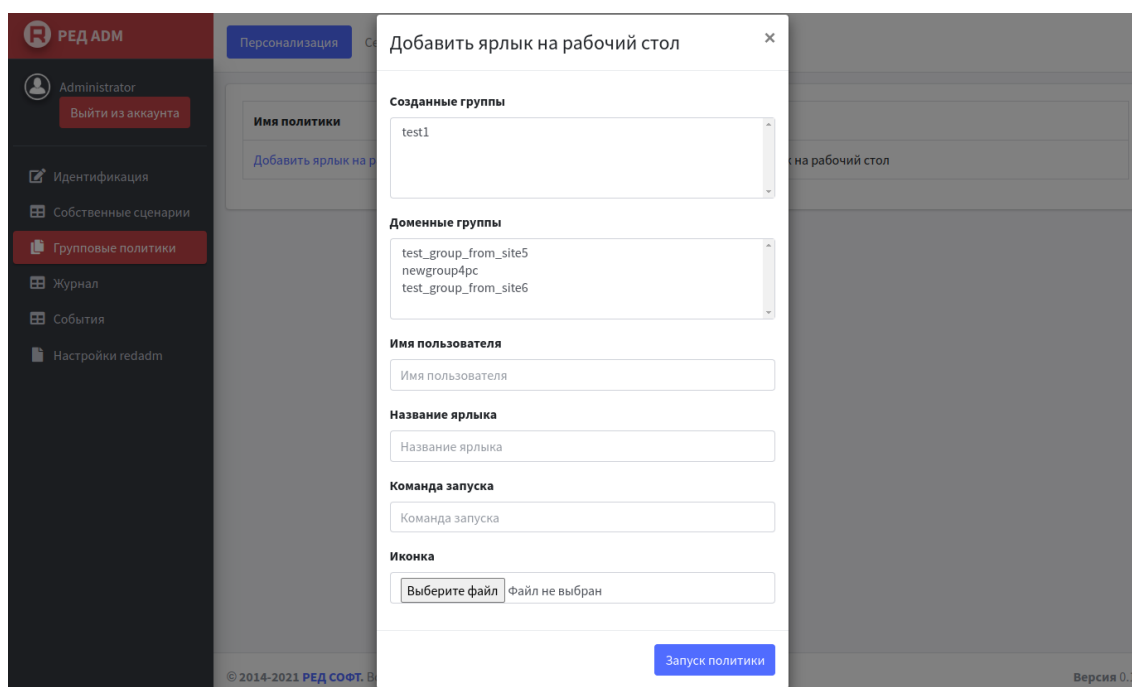 РЕД ADM
Administrator
Выйти из аккаунта
Идентификация
Собственные сценарии
Групповые политики
Журнал
События
Настройки redadm
Персонализация
Имя политики
Добавить ярлык на
на рабочий стол
Добавить ярлык на рабочий стол
×
Созданные группы
test1
Доменные группы
test_group_from_site5
newgroup4pc
test_group_from_site6
Имя пользователя
Имя пользователя
Название ярлыка
Название ярлыка
Команда запуска
Команда запуска
Иконка
Выберите файл Файл не выбран
Запуск политики
© 2014-2021 РЕД СОФТ.
Версия 0.